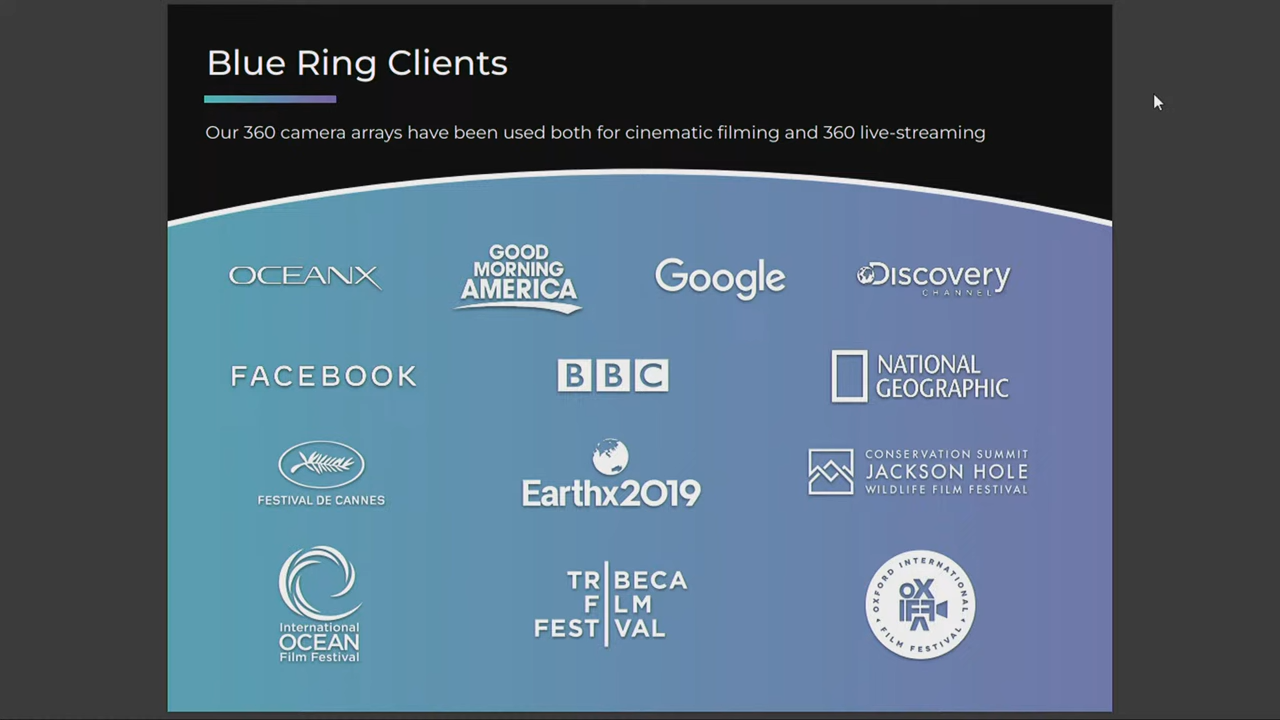 Blue Ring Clients
Our 360 camera arrays have been used both for cinematic filming and 360 live-streaming
OCEANX
GOOD
MORNING
AMERICA
Google
Discovery
CHANNEL
FACEBOOK
BBC
NATIONAL
GEOGRAPHIC
FESTIVAL DE CANNES
Earthx2019
CONSERVATION SUMMIT
JACKSON HOLE
WILDLIFE FILM FESTIVAL
International
OCEAN
Film Festival
TRIBECA
FILM
FESTIVAL
OXFORD INTERNATIONAL
FILM FESTIVAL
OXIFF